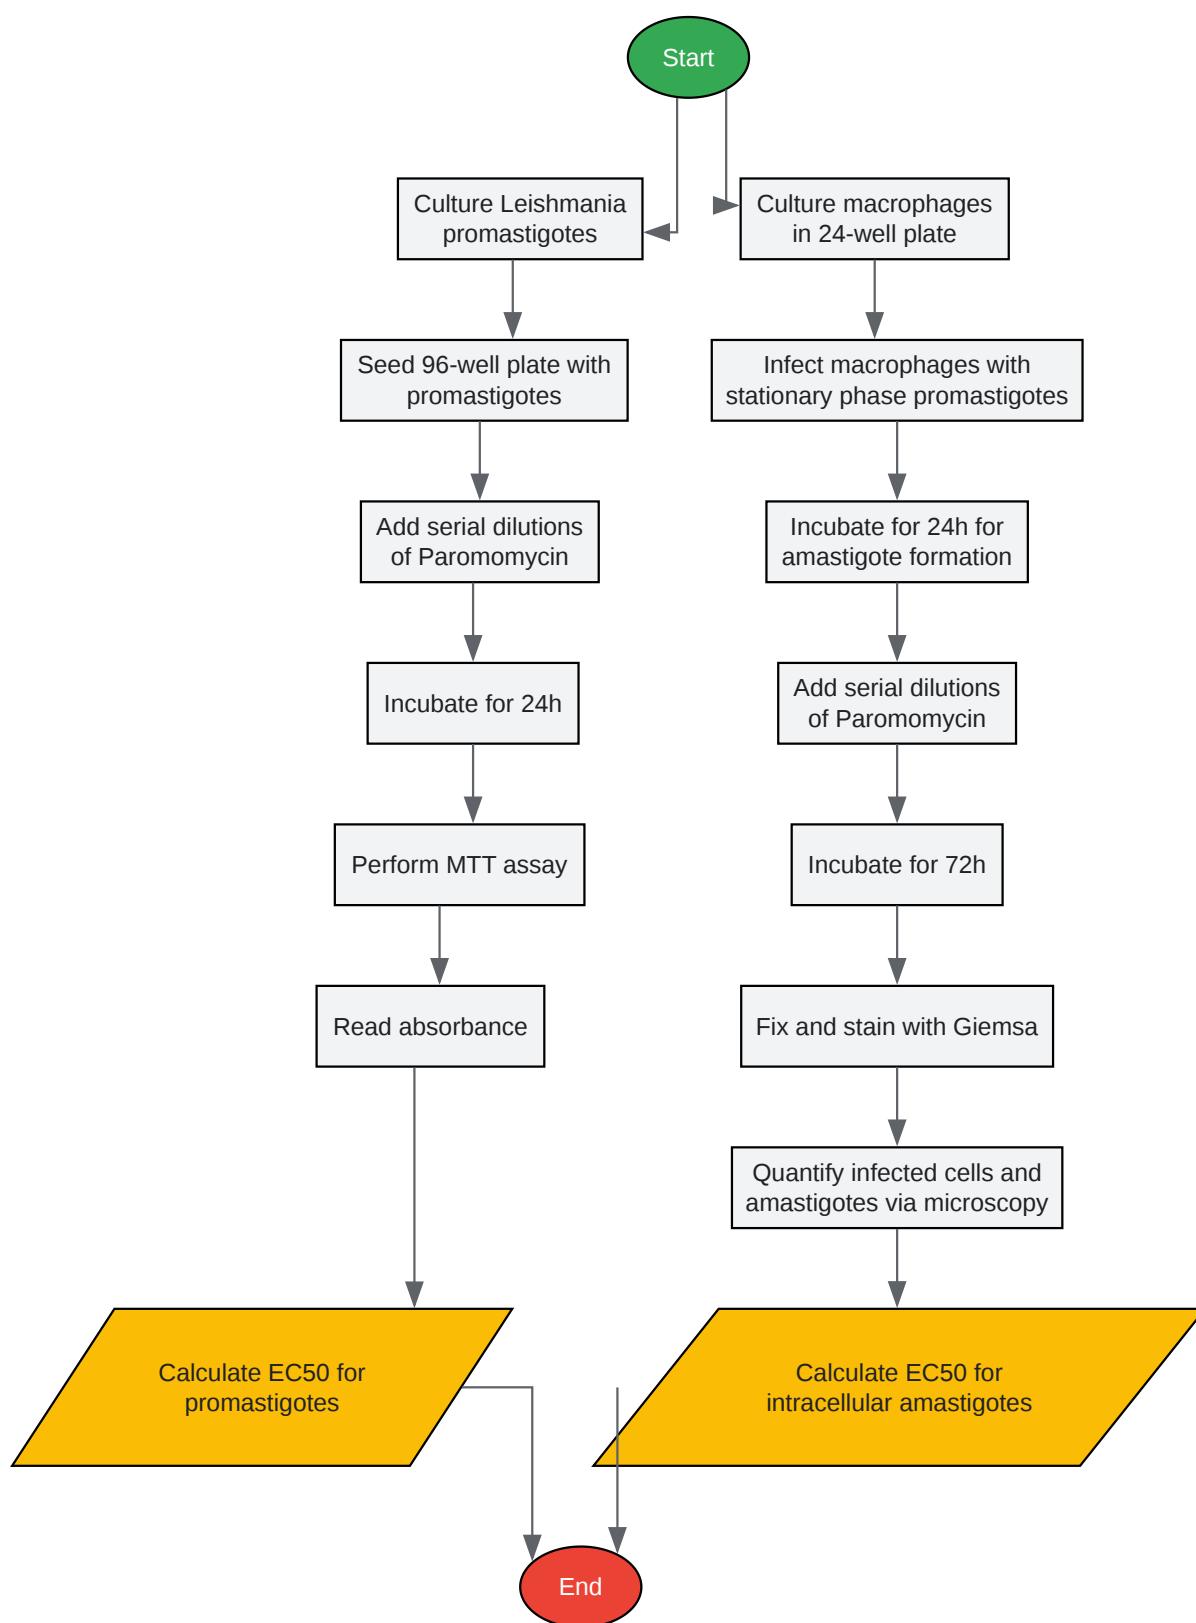 Start
Culture Leishmania
promastigotes
Culture macrophages
in 24-well plate
Seed 96-well plate with
promastigotes
Infect macrophages with
stationary phase promastigotes
Add serial dilutions
of Paromomycin
Incubate for 24h for
amastigote formation
Incubate for 24h
Add serial dilutions
of Paromomycin
Perform MTT assay
Incubate for 72h
Read absorbance
Fix and stain with Giemsa
Quantify infected cells and
amastigotes via microscopy
Calculate EC50 for
promastigotes
Calculate EC50 for
intracellular amastigotes
End